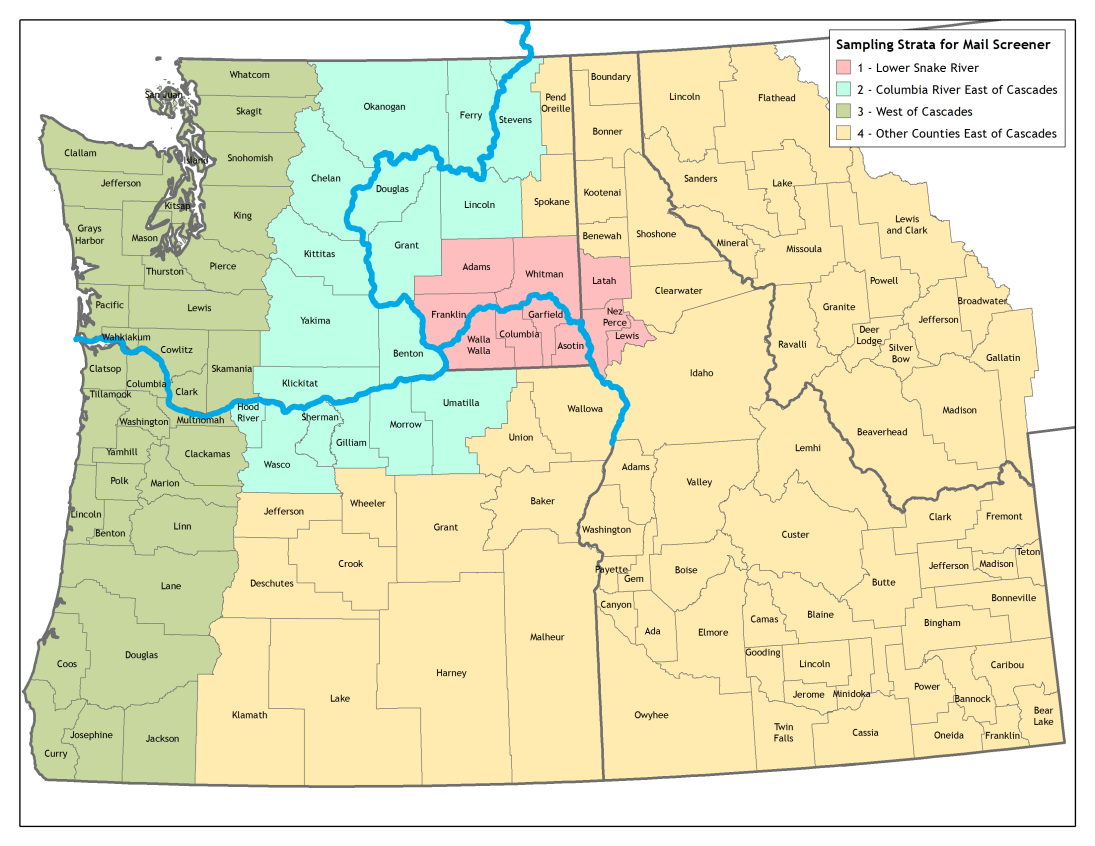 Sampling Strata for Mail Screener
1 - Lower Snake River
2 - Columbia River East of Cascades
3 - West of Cascades
4 - Other Counties East of Cascades
Whatcom
San Juan
Skagit
Island
Snohomish
Clallam
Jefferson
Kitsap
King
Grays
Harbor
Mason
Thurston
Pierce
Pacific
Lewis
Wahkiakum
Cowlitz
Clatsop
Columbia
Clark
Skamania
Tillamook
Washington
Multnomah
Yamhill
Clackamas
Polk
Marion
Lincoln
Benton
Linn
Lane
Coos
Douglas
Curry
Josephine
Jackson
Okanogan
Ferry
Stevens
Pend
Oreille
Chelan
Douglas
Lincoln
Spokane
Kittitas
Grant
Adams
Whitman
Yakima
Franklin
Garfield
Benton
Walla
Walla
Columbia
Asotin
Klickitat
Hood
River
Sherman
Gilliam
Morrow
Umatilla
Wasco
Union
Wallowa
Jefferson
Wheeler
Grant
Baker
Crook
Deschutes
Klamath
Lake
Harney
Malheur
Boundary
Bonner
Kootenai
Benewah
Shoshone
Latah
Clearwater
Nez
Perce
Lewis
Idaho
Adams
Valley
Lemhi
Washington
Custer
Payette
Gem
Boise
Canyon
Ada
Elmore
Camas
Blaine
Butte
Gooding
Lincoln
Jerome
Minidoka
Owyhee
Twin
Falls
Cassia
Clark
Fremont
Jefferson
Madison
Teton
Bonneville
Bingham
Caribou
Power
Bannock
Bear
Lake
Oneida
Franklin
Lincoln
Flathead
Sanders
Lake
Mineral
Missoula
Lewis
and Clark
Powell
Granite
Broadwater
Jefferson
Deer
Lodge
Silver
Bow
Ravalli
Gallatin
Madison
Beaverhead